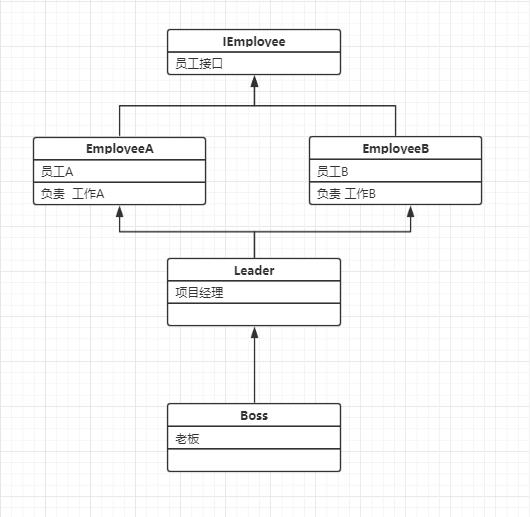 IEmployee
员工接口
EmployeeA
员工A
负责 工作A
EmployeeB
员工B
负责 工作B
Leader
项目经理
Boss
老板